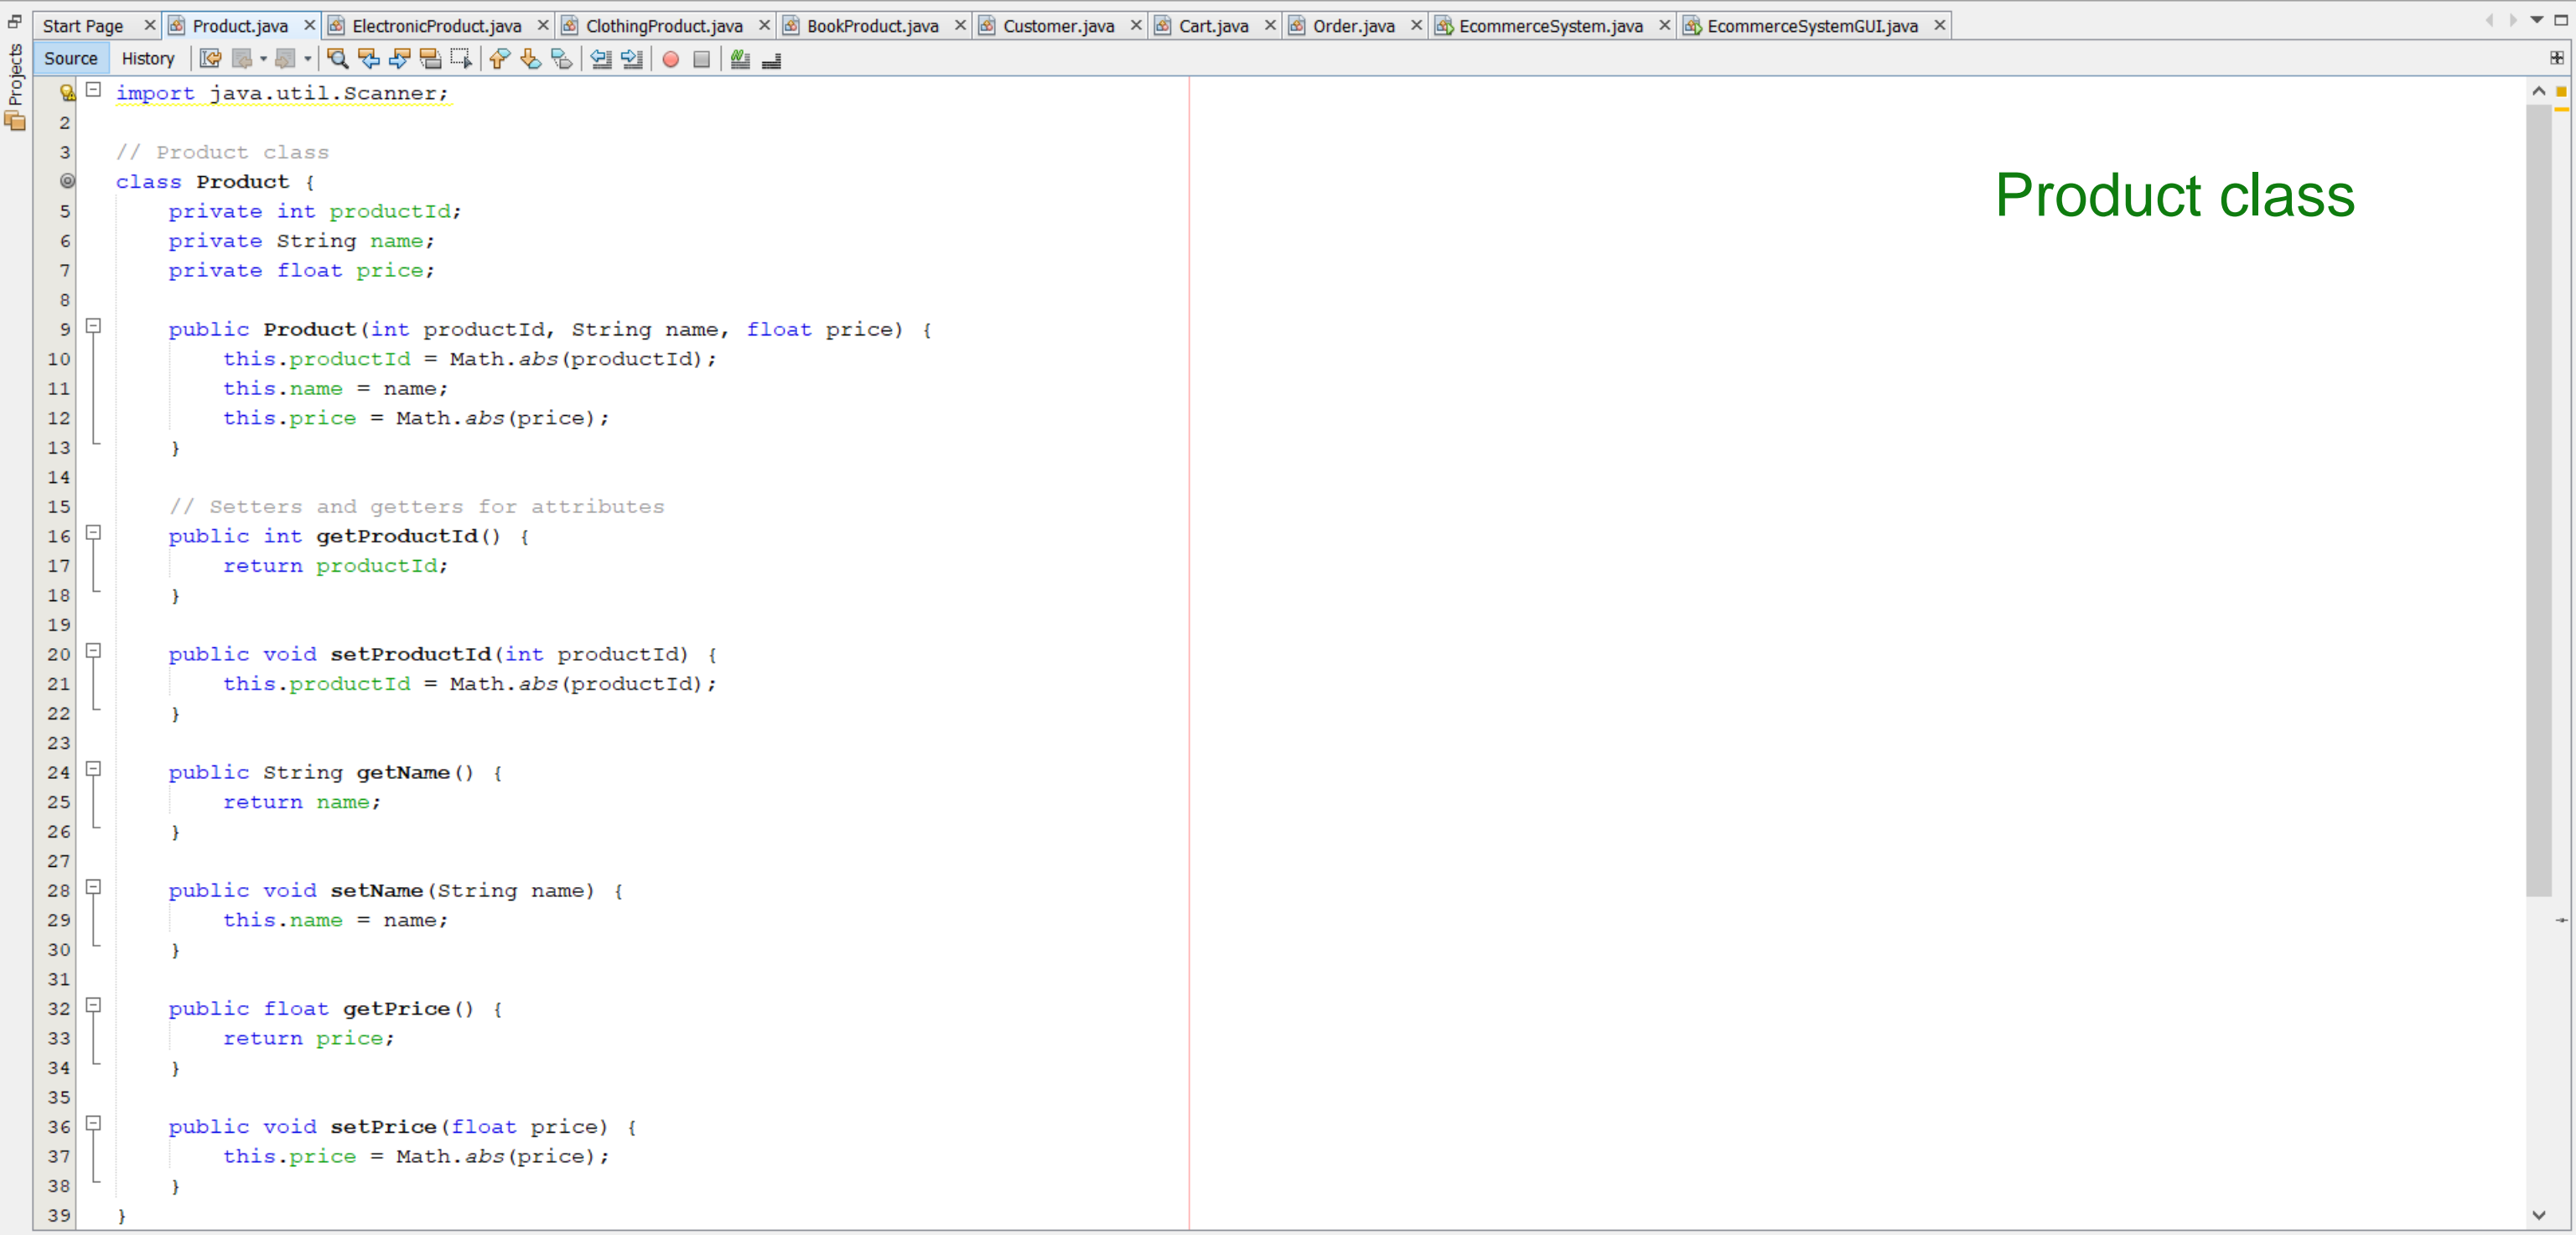 Start Page Product.java ElectronicProduct.java ClothingProduct.java BookProduct.java Customer.java Cart.java Order.java EcommerceSystem.java EcommerceSystemGUI.java
Projects
Source History
import java.util.Scanner;
2
3 // Product class
class Product {
Product class
5 private int productId;
6 private String name;
7 private float price;
8
9 public Product(int productId, String name, float price) {
10 this.productId = Math.abs(productId);
11 this.name = name;
12 this.price = Math.abs(price);
13 }
14
15 // Setters and getters for attributes
16 public int getProductId() {
17 return productId;
18 }
19
20 public void setProductId(int productId) {
21 this.productId = Math.abs(productId);
22 }
23
24 public String getName() {
25 return name;
26 }
27
28 public void setName(String name) {
29 this.name = name;
30 }
31
32 public float getPrice() {
33 return price;
34 }
35
36 public void setPrice(float price) {
37 this.price = Math.abs(price);
38 }
39 }